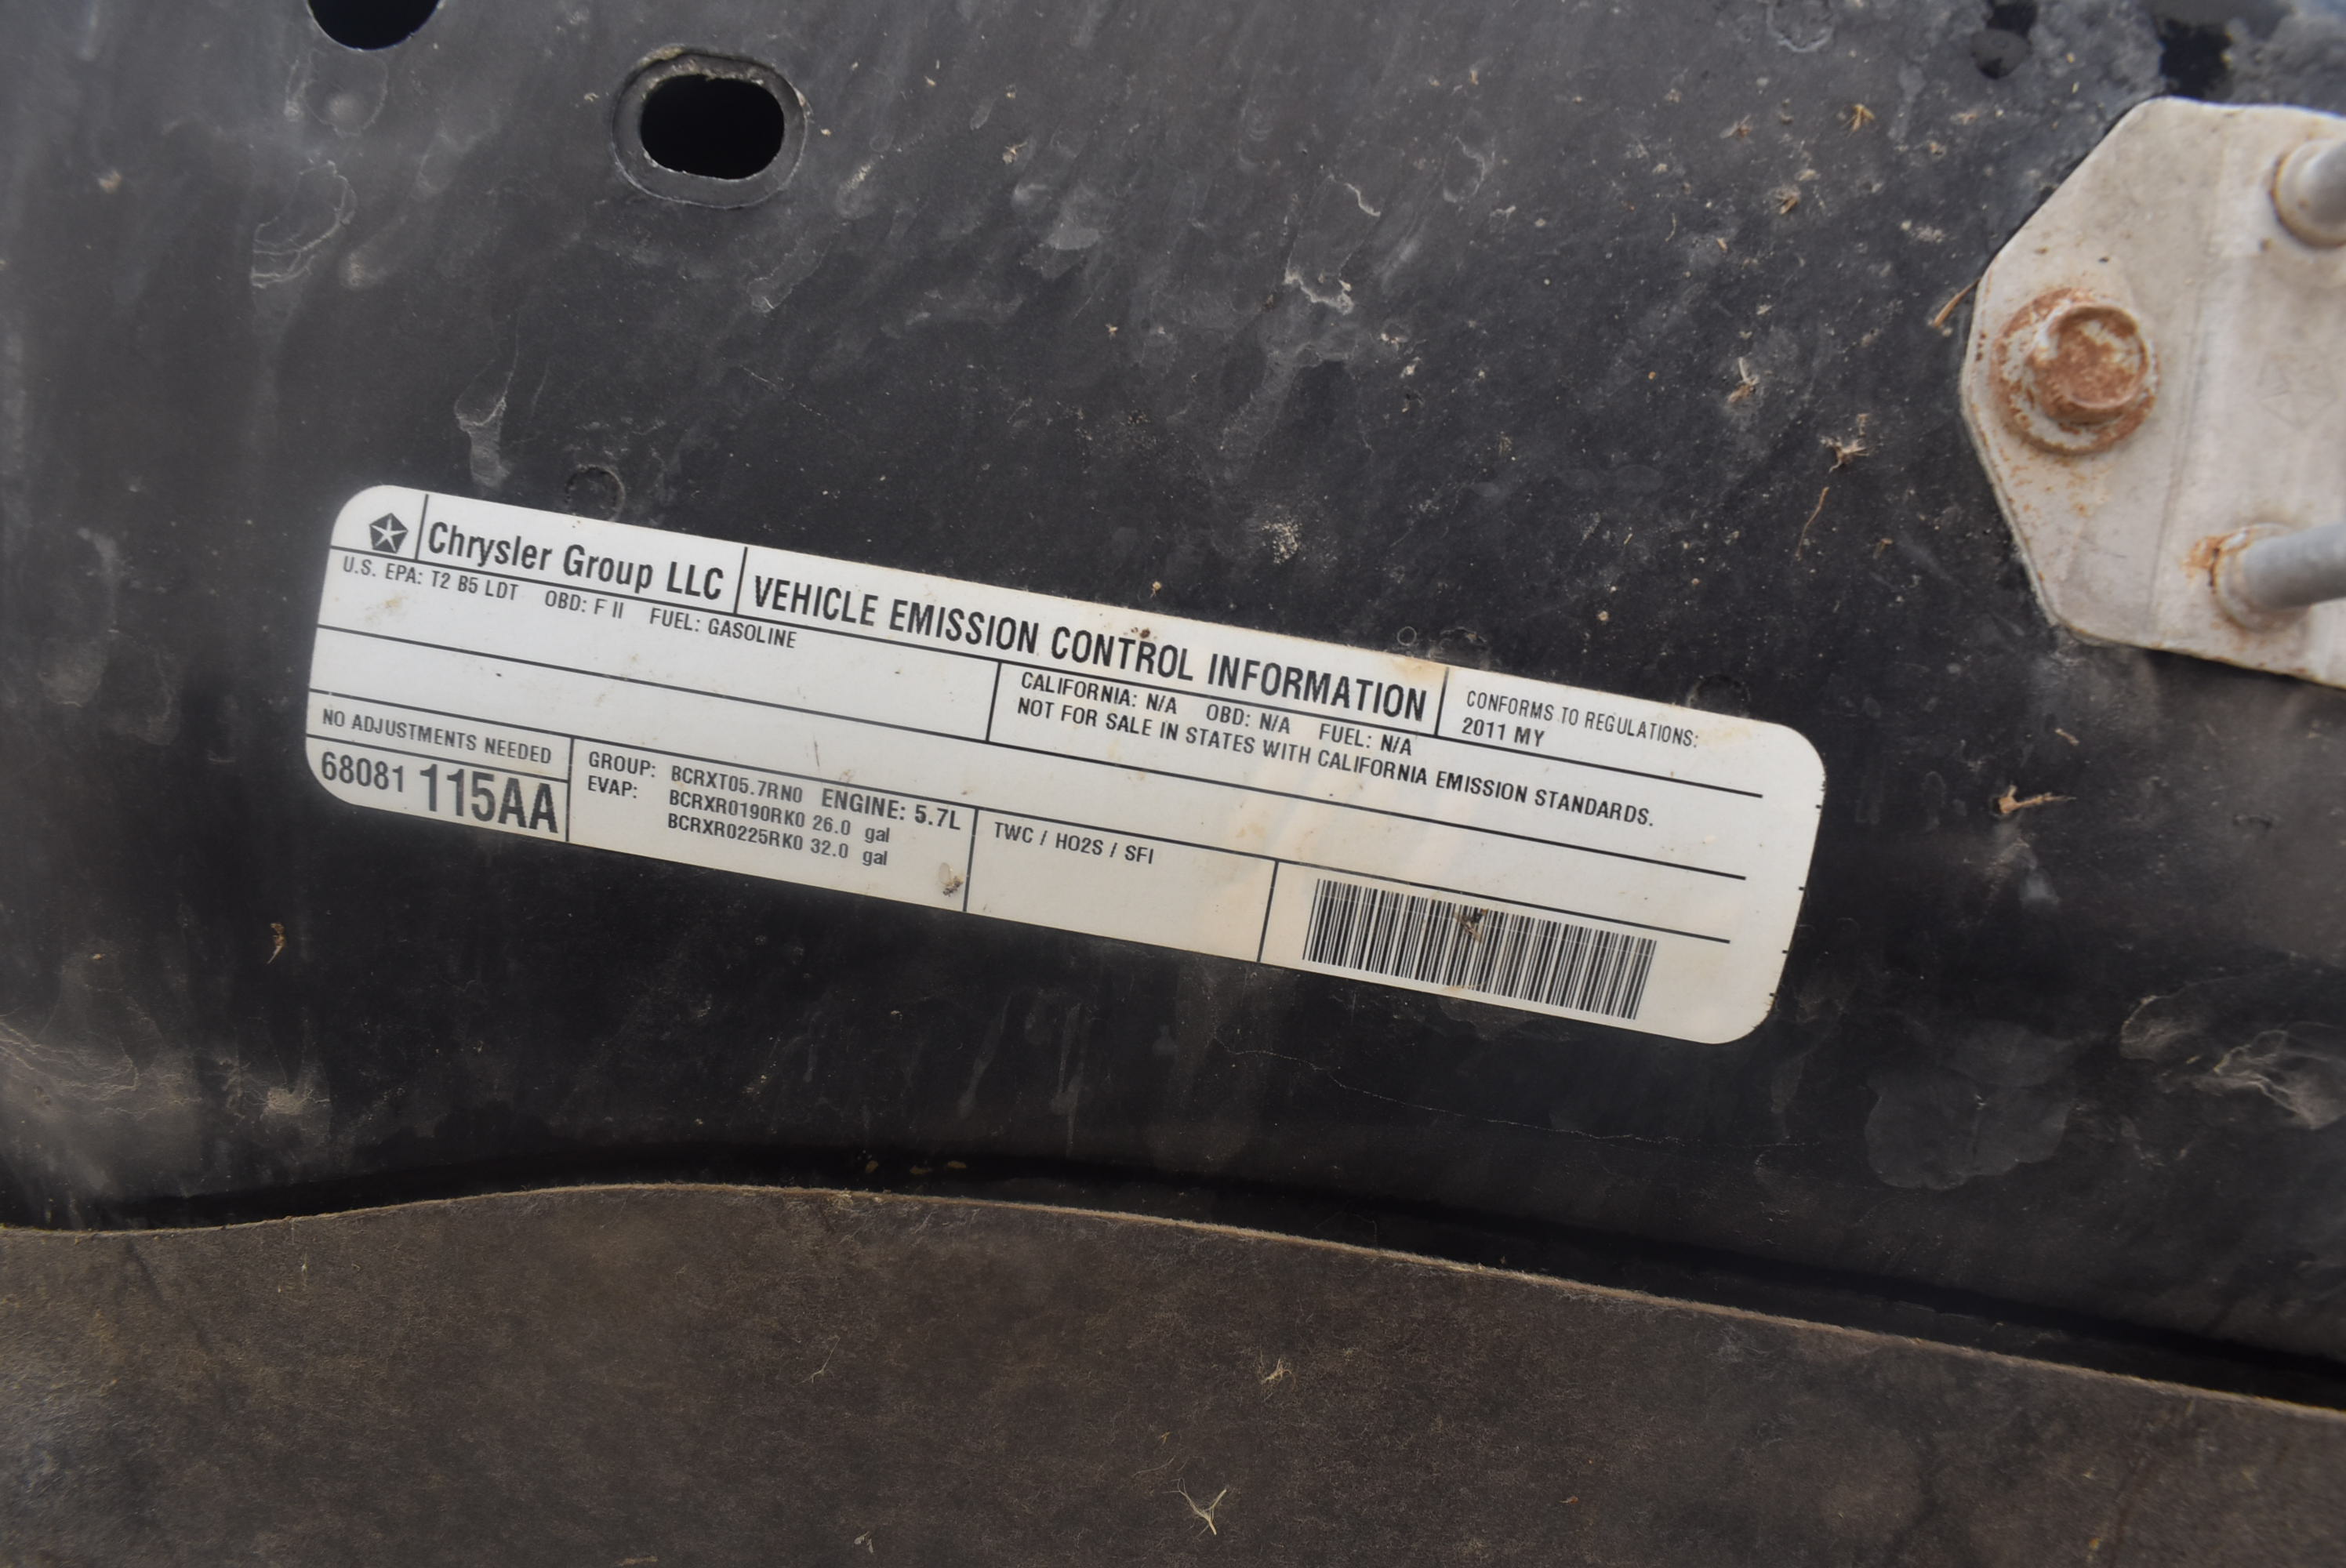 Chrysler Group LLC VEHICLE EMISSION CONTROL INFORMATION CONFORMS TO REGULATIONS:
2011 MY
U.S. EPA: T2 B5 LDT OBD: F II FUEL: GASOLINE
CALIFORNIA: N/A OBD: N/A FUEL: N/A
NOT FOR SALE IN STATES WITH CALIFORNIA EMISSION STANDARDS.
NO ADJUSTMENTS NEEDED
68081 115AA
GROUP: BCRXT05.7RN0 ENGINE: 5.7L
EVAP: BCRXR0190RK0 26.0 gal
BCRXR0225RK0 32.0 gal
TWC / HO2S / SFI